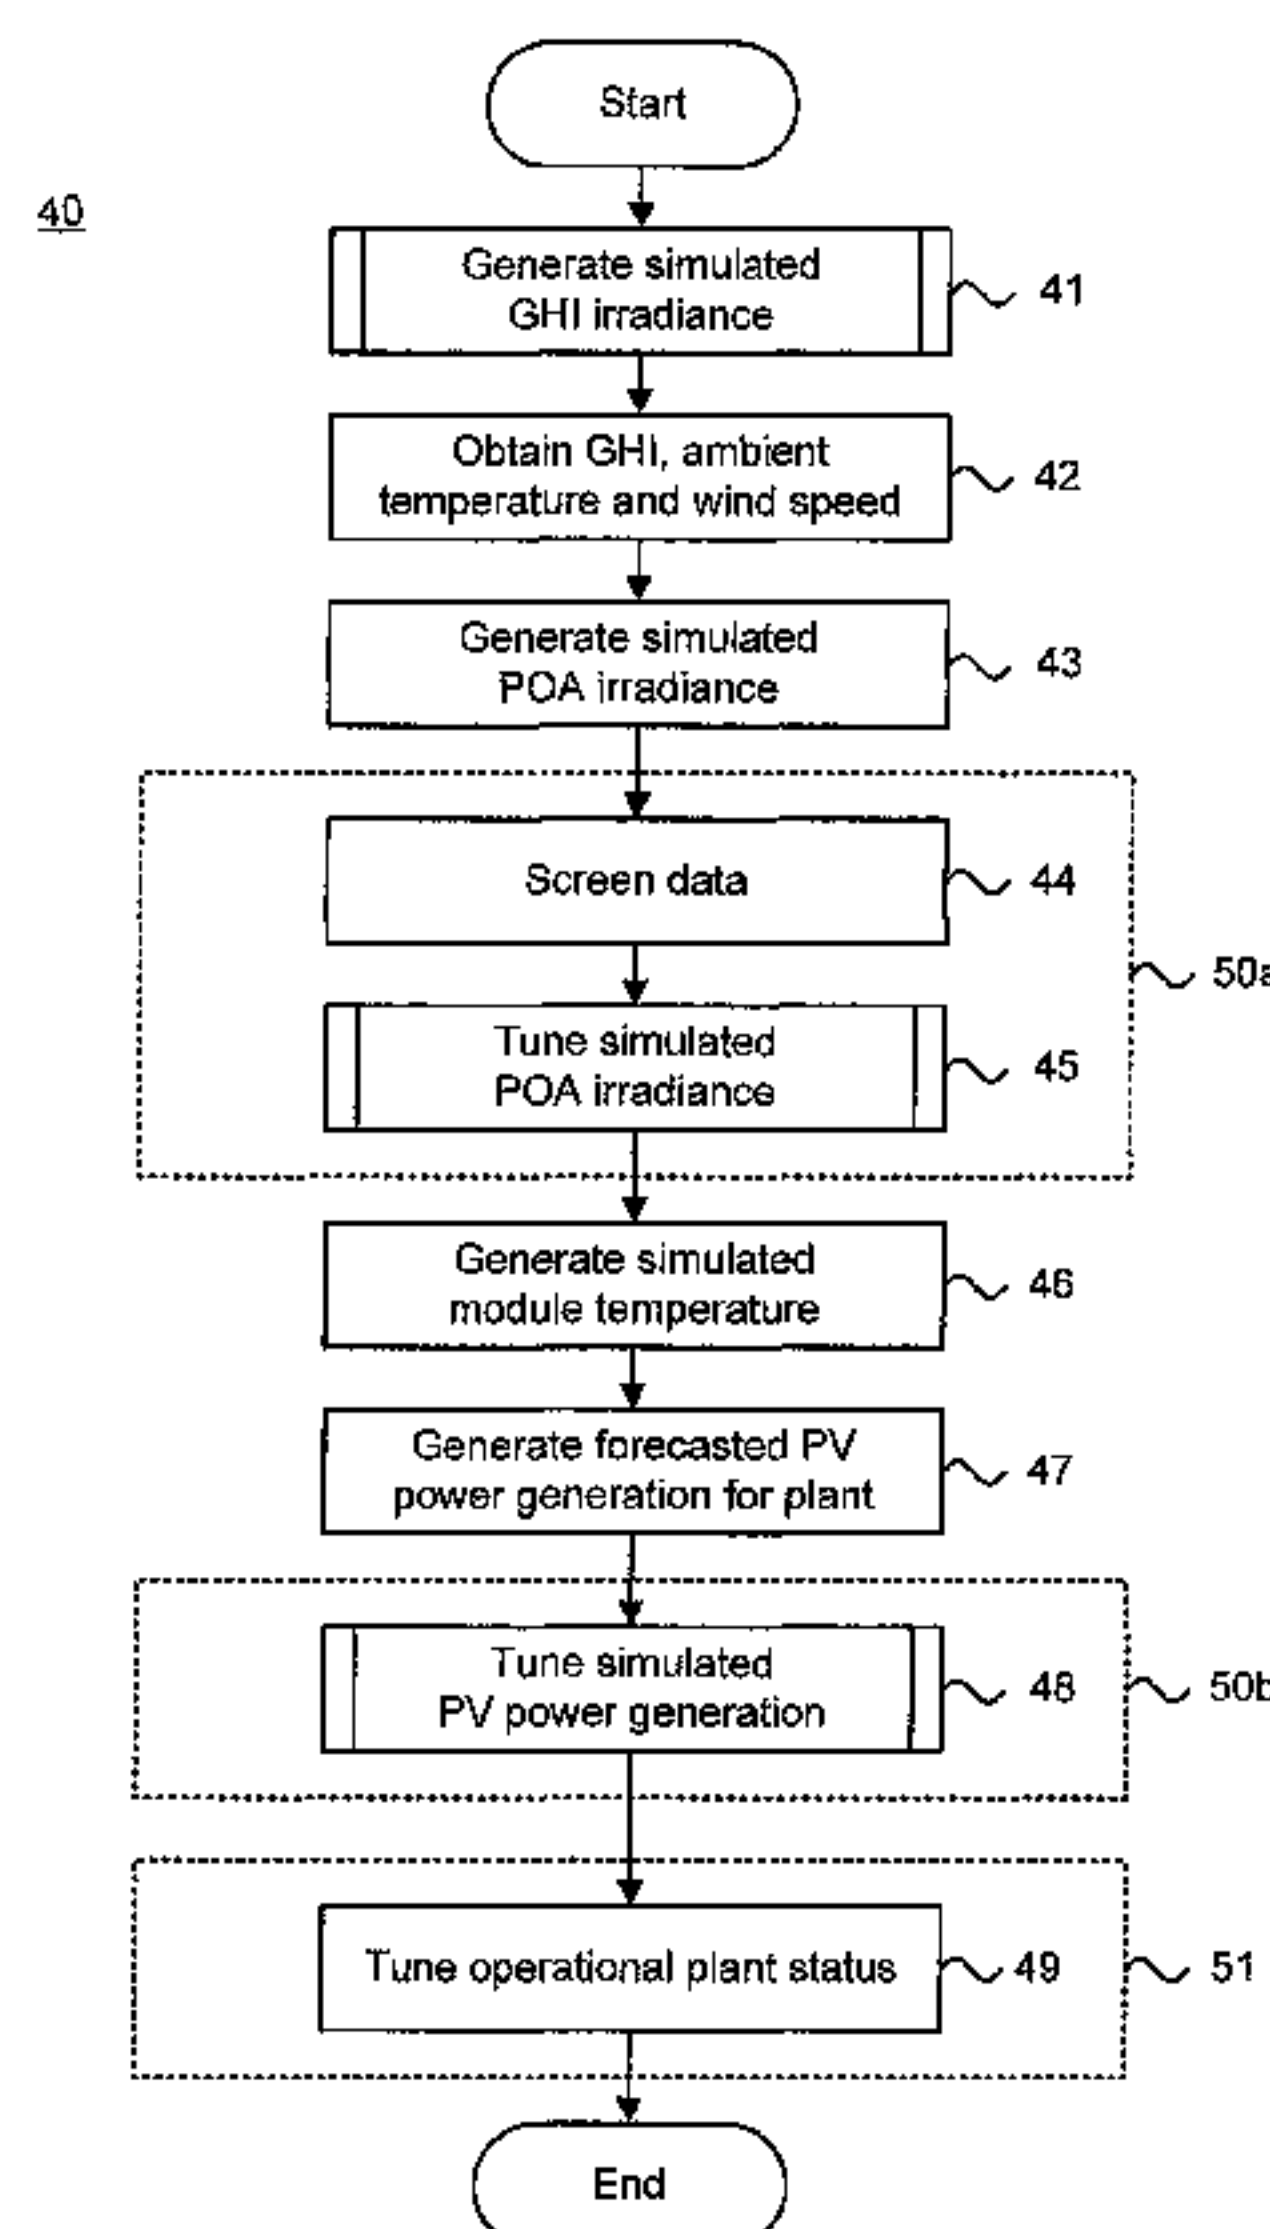 Start
40
Generate simulated
GHI irradiance
41
Obtain GHI, ambient
temperature and wind speed
42
Generate simulated
POA irradiance
43
Screen data
44
50a
Tune simulated
POA irradiance
45
Generate simulated
module temperature
46
Generate forecasted PV
power generation for plant
47
Tune simulated
PV power generation
48
50b
Tune operational plant status
49
51
End